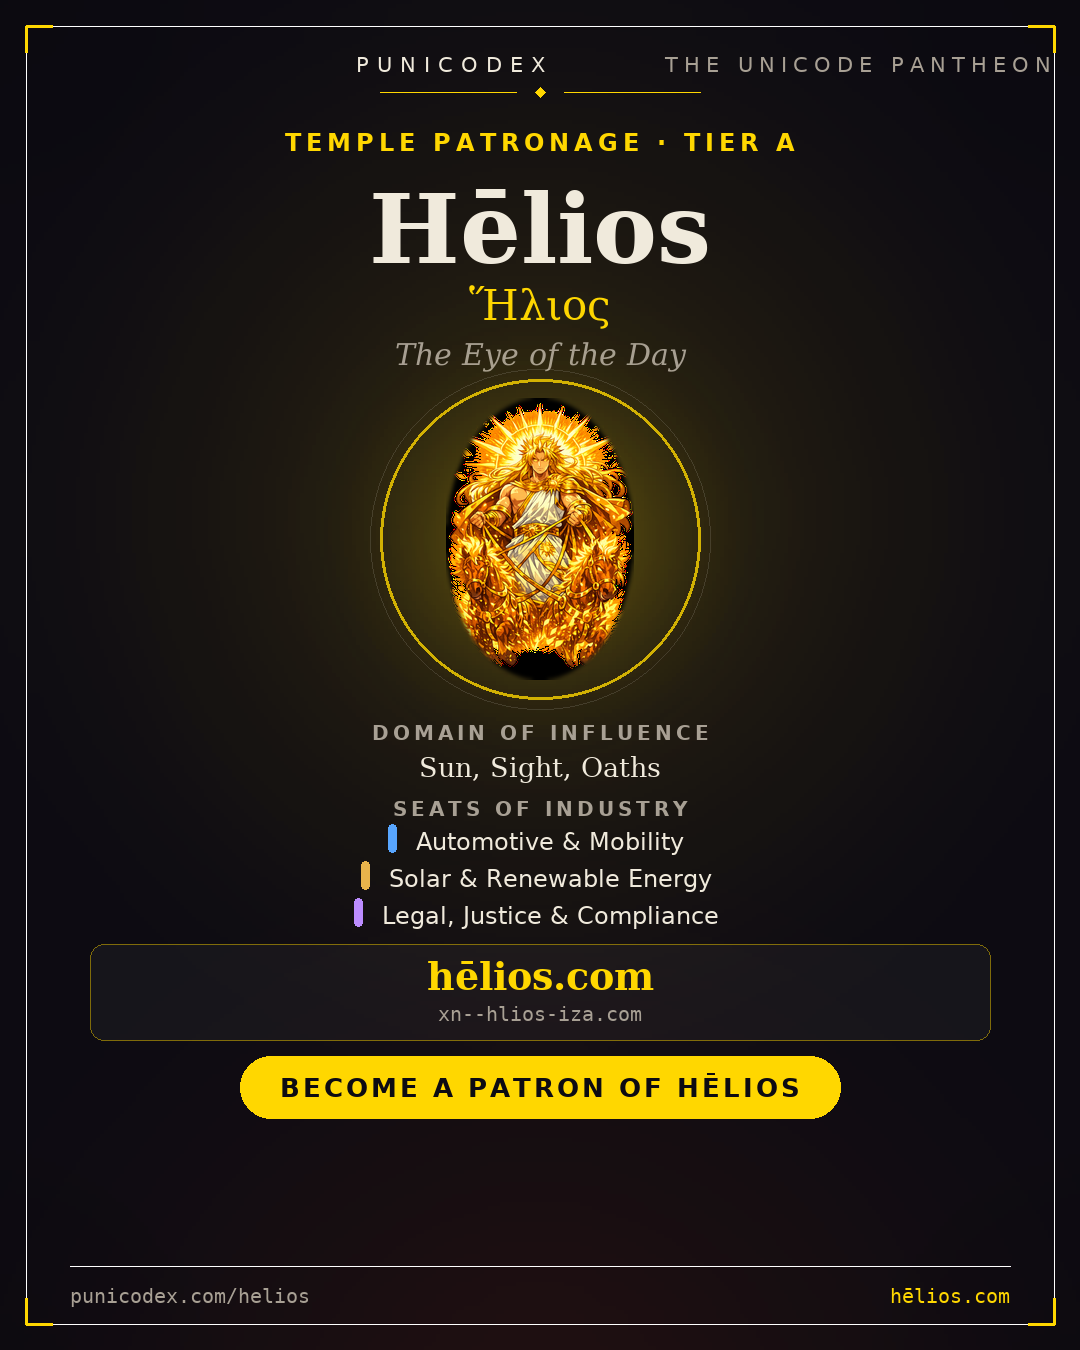 PUNICODEX THE UNICODE PANTHEON
TEMPLE PATRONAGE · TIER A
Hēlios
Ἥλιος
The Eye of the Day
DOMAIN OF INFLUENCE
Sun, Sight, Oaths
SEATS OF INDUSTRY
Automotive & Mobility
Solar & Renewable Energy
Legal, Justice & Compliance
hēlios.com
xn--hlios-iza.com
BECOME A PATRON OF HĒLIOS
punicodex.com/helios hēlios.com